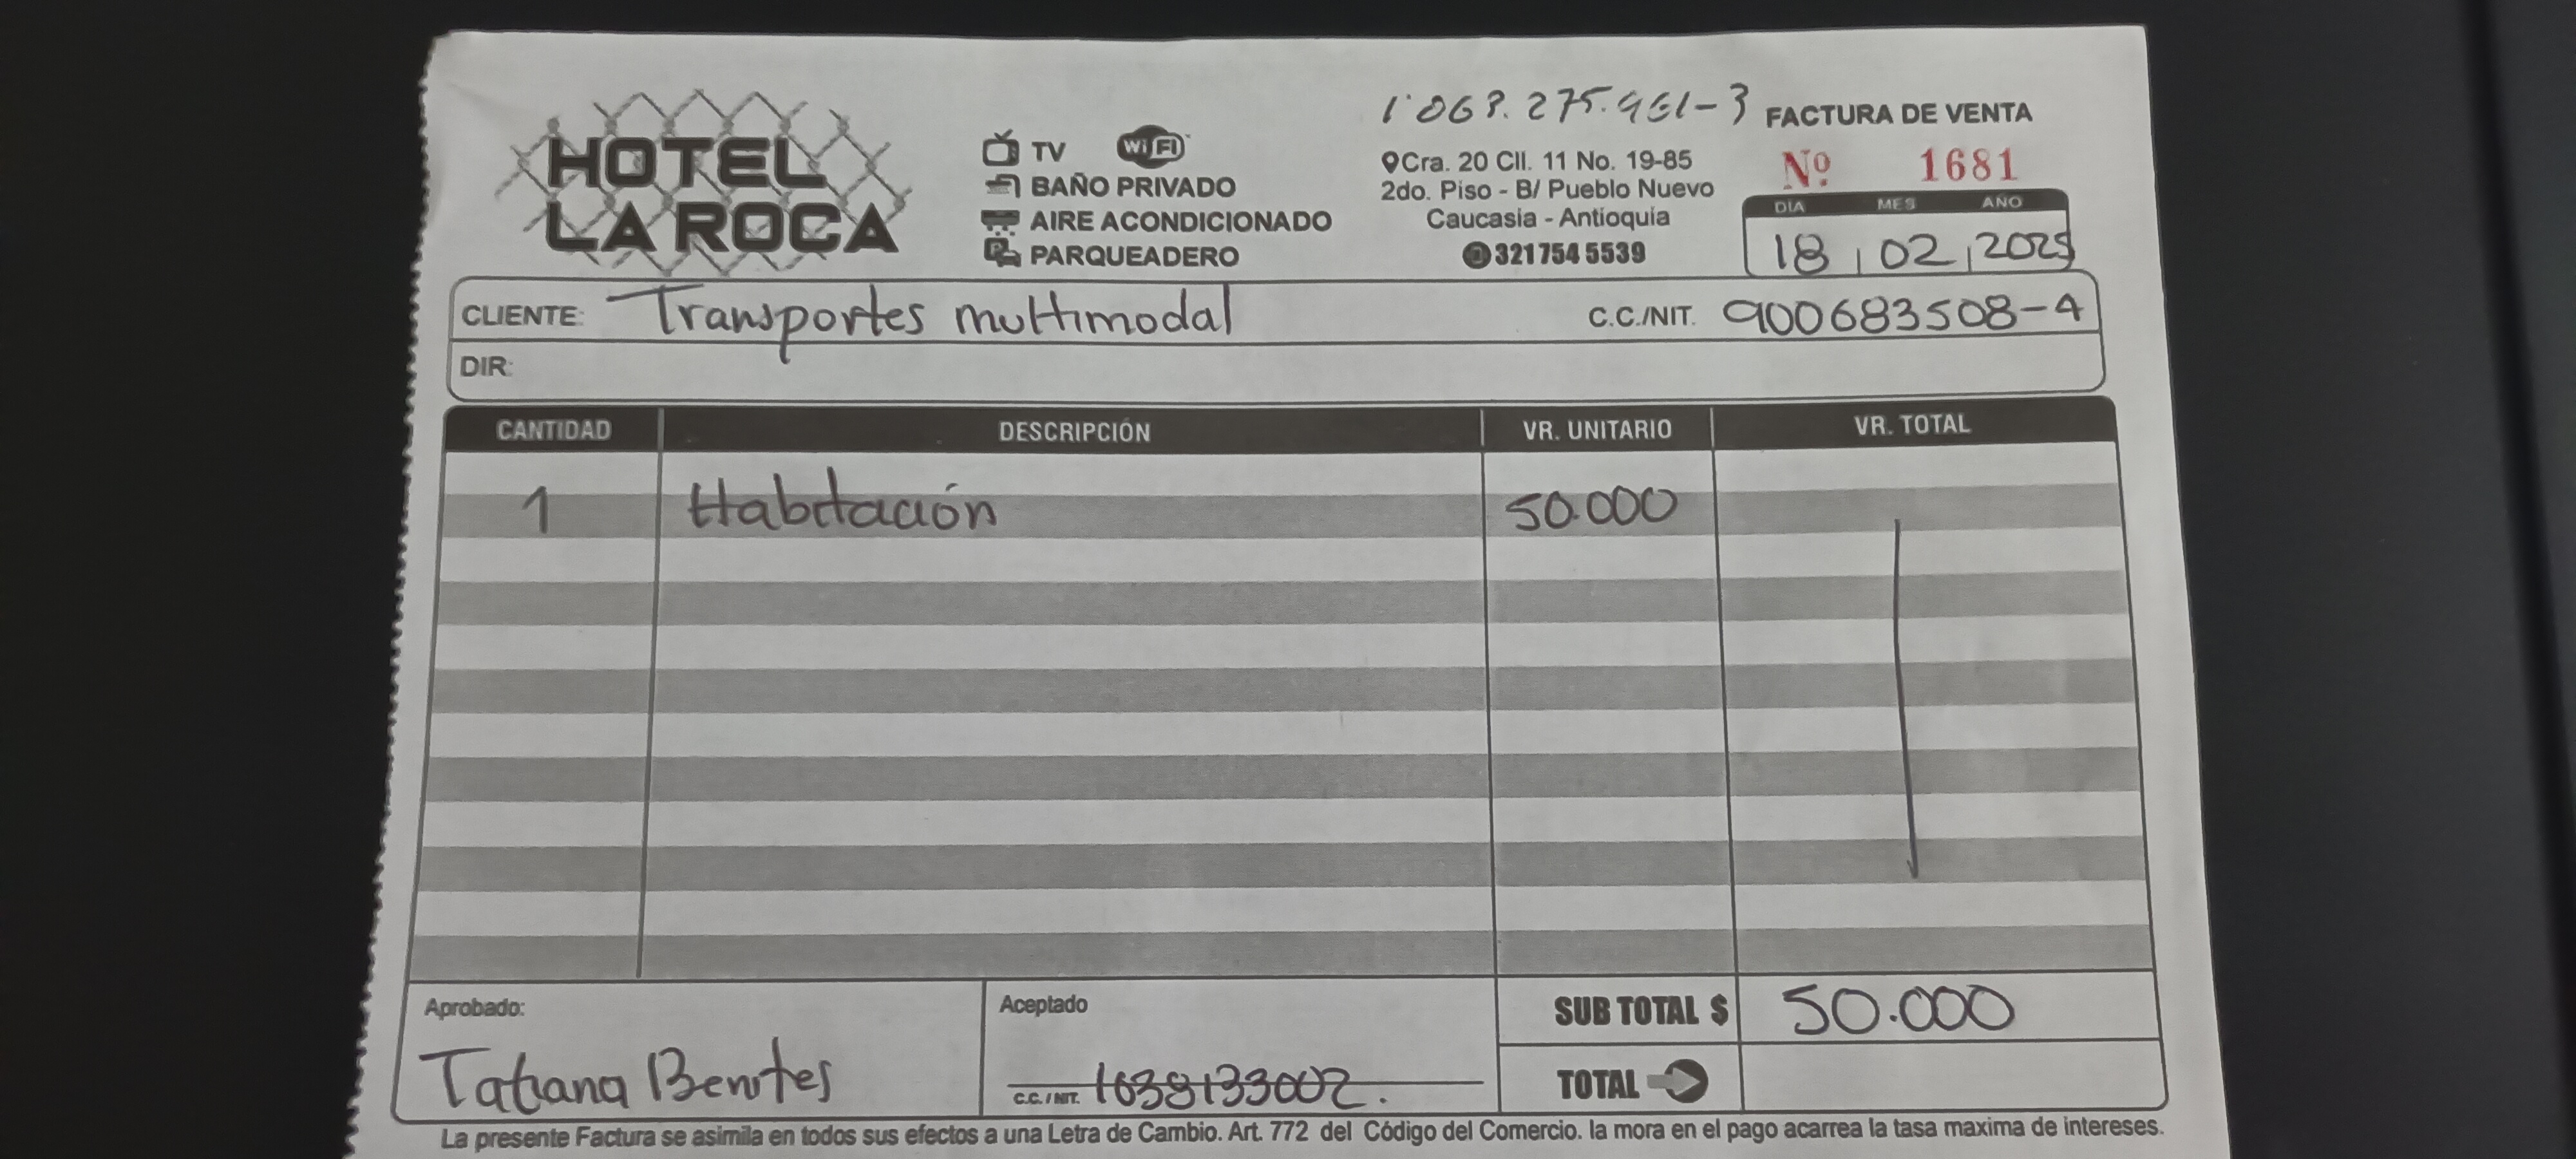 HOTEL
LA ROCA
TV WiFi
BAÑO PRIVADO
AIRE ACONDICIONADO
PARQUEADERO
Cra. 20 Cll. 11 No. 19-85
2do. Piso - B/ Pueblo Nuevo
Caucasia - Antioquia
321 754 5539
FACTURA DE VENTA
Nº 1681
DIA MES AÑO
18 02 2025
CLIENTE: Transportes multimodal C.C./NIT. 900683508-4
DIR:
CANTIDAD DESCRIPCIÓN VR. UNITARIO VR. TOTAL
1 Habitación 50.000
Aprobado: Aceptado SUB TOTAL $ 50.000
Tatiana Benites C.C. / NIT. 1038133002. TOTAL
La presente Factura se asimila en todos sus efectos a una Letra de Cambio. Art. 772 del Código del Comercio. la mora en el pago acarrea la tasa maxima de intereses.